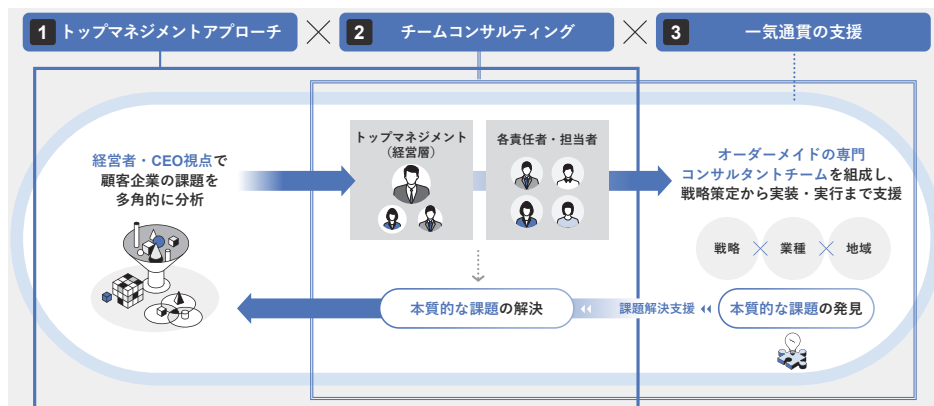 1 トップマネジメントアプローチ
2 チームコンサルティング
3 一気通貫の支援
経営者・CEO視点で
顧客企業の課題を
多角的に分析
トップマネジメント
（経営層）
各責任者・担当者
オーダーメイドの専門
コンサルタントチームを組成し、
戦略策定から実装・実行まで支援
戦略
業種
地域
本質的な課題の解決
課題解決支援
本質的な課題の発見